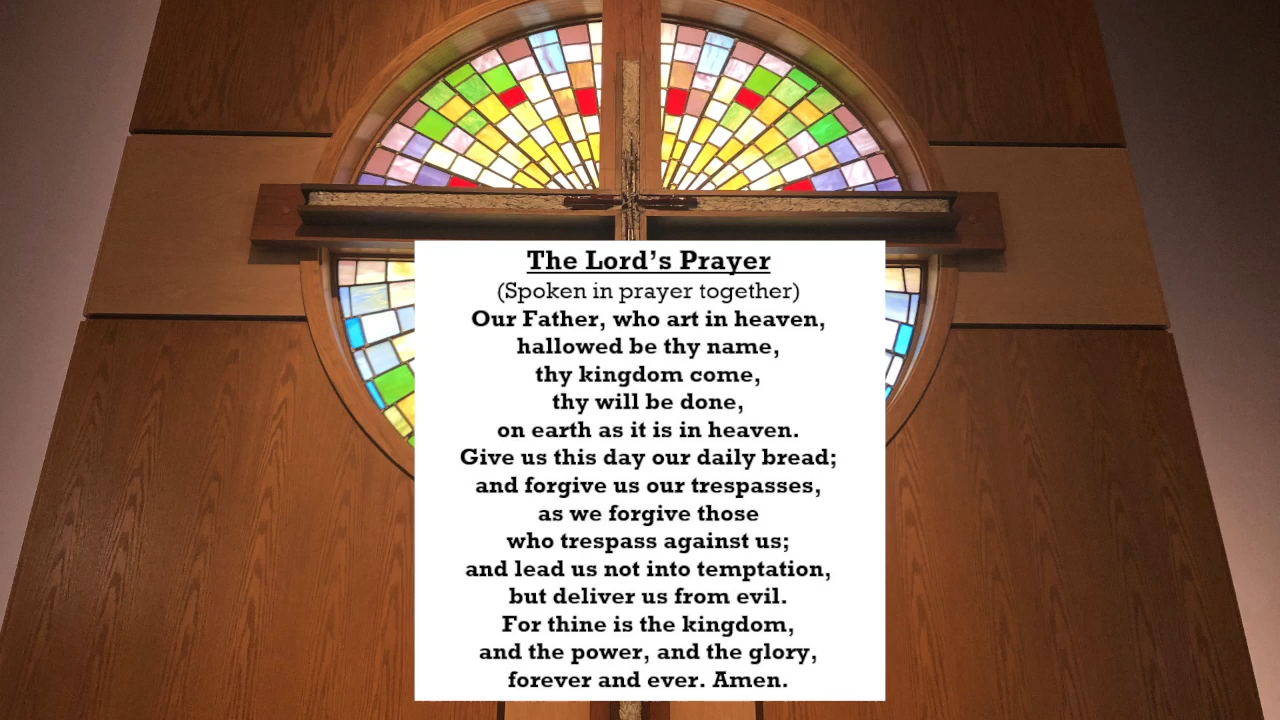 The Lord's Prayer
(Spoken in prayer together)
Our Father, who art in heaven,
hallowed be thy name,
thy kingdom come,
thy will be done,
on earth as it is in heaven.
Give us this day our daily bread;
and forgive us our trespasses,
as we forgive those
who trespass against us;
and lead us not into temptation,
but deliver us from evil.
For thine is the kingdom,
and the power, and the glory,
forever and ever. Amen.